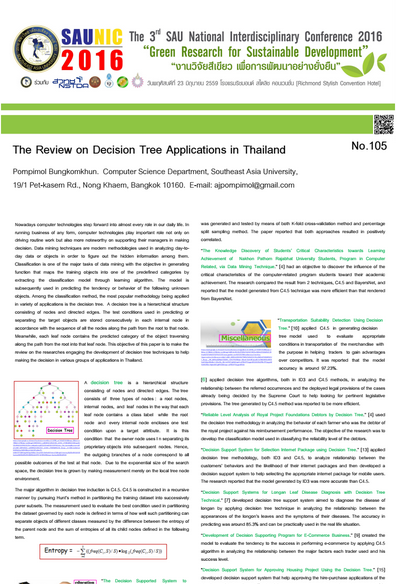 SAUNIC
2016
The 3rd SAU National Interdisciplinary Conference 2016
"Green Research for Sustainable Development"
"งานวิจัยสีเขียว เพื่อการพัฒนาอย่างยั่งยืน"
วันพฤหัสบดีที่ 23 มิถุนายน 2559 โรงแรมริชมอนด์ สไตลิช คอนเวนชั่น (Richmond Stylish Convention Hotel)
ร่วมกับ
The Review on Decision Tree Applications in Thailand
No.105
Pompimol Bungkomkhun. Computer Science Department, Southeast Asia University,
19/1 Pet-kasem Rd., Nong Khaem, Bangkok 10160. E-mail: ajpompimol@gmail.com
Nowadays computer technologies step forward into almost every role in our daily life. In
running business of any form, computer technologies play important role not only on
driving routine work but also more noteworthy on supporting their managers in making
decision. Data mining techniques are modern methodologies used in analyzing day-to-
day data or objects in order to figure out the hidden information among them.
Classification is one of the major tasks of data mining with the objective in generating
function that maps the training objects into one of the predefined categories by
extracting the classification model through learning algorithm. The model is
subsequently used in predicting the tendency or behavior of the following unknown
objects. Among the classification method, the most popular methodology being applied
in variety of applications is the decision tree. A decision tree is a hierarchical structure
consisting of nodes and directed edges. The test conditions used in predicting or
separating the target objects are stored consecutively in each internal node in
accordance with the sequence of all the nodes along the path from the root to that node.
Meanwhile, each leaf node contains the predicted category of the object traversing
along the path from the root into that leaf node. This objective of this paper is to make the
review on the researches engaging the development of decision tree techniques to help
making the decision in various groups of applications in Thailand.
Decision Tree
A decision tree is a hierarchical structure
consisting of nodes and directed edges. The tree
consists of three types of nodes: a root nodes,
internal nodes, and leaf nodes in the way that each
leaf node contains a class label while the root
node and every internal node encloses one test
condition upon a target attribute. It is this
condition that the owner node uses in separating its
proprietary objects into subsequent nodes. Hence,
the outgoing branches of a node correspond to all
possible outcomes of the test at that node. Due to the exponential size of the search
space, the decision tree is grown by making measurement mainly on the local tree node
environment.
The major algorithm in decision tree induction is C4.5. C4.5 is constructed in a recursive
manner by pursuing Hunt's method in partitioning the training dataset into successively
purer subsets. The measurement used to evaluate the best condition used in partitioning
the dataset governed by each node is defined in terms of how well such partitioning can
separate objects of different classes measured by the difference between the entropy of
the parent node and the sum of entropies of all its child nodes defined in the following
term.
Entropy =
"The Decision Supported System to
was generated and tested by means of both K-fold cross-validation method and percentage
split sampling method. The paper reported that both approaches resulted in positively
correlated.
"The Knowledge Discovery of Students' Critical Characteristics towards Learning
Achievement of Nakhon Pathom Rajabhat University Students, Program in Computer
Related, via Data Mining Technique." [4] had an objective to discover the influence of the
critical characteristics of the computer-related program students toward their academic
achievement. The research compared the result from 2 techniques, C4.5 and BayesNet, and
reported that the model generated from C4.5 technique was more efficient than that rendered
from BayesNet.
Miscellaneous
"Transportation Suitability Detection Using Decision
Tree." [10] applied C4.5 in generating decision
tree model used to evaluate appropriate
conditions in transportation of the merchandise with
the purpose in helping traders to gain advantages
over competitors. It was reported that the model
accuracy is around 97.23%.
[5] applied decision tree algorithms, both in ID3 and C4.5 methods, in analyzing the
relationship between the referred occurrences and the deployed legal provisions of the cases
already being decided by the Supreme Court to help looking for pertinent legislative
provisions. The tree generated by C4.5 method was reported to be more efficient.
"Reliable Level Analysis of Royal Project Foundations Debtors by Decision Tree." [2] used
the decision tree methodology in analyzing the behavior of each farmer who was the debtor of
the royal project against his reimbursement performance. The objective of the research was to
develop the classification model used in classifying the reliability level of the debtors.
"Decision Support System for Selection Internet Package using Decision Tree." [13] applied
decision tree methodology, both ID3 and C4.5, to analyze relationship between the
customers' behaviors and the likelihood of their internet packages and then developed a
decision support system to help selecting the appropriate internet package for mobile users.
The research reported that the model generated by ID3 was more accurate than C4.5.
"Decision Support Systems for Longan Leaf Disease Diagnosis with Decision Tree
Technical." [7] developed decision tree support system aimed to diagnose the disease of
longan by applying decision tree technique in analyzing the relationship between the
appearances of the longan's leaves and the symptoms of their diseases. The accuracy in
predicting was around 85.3% and can be practically used in the real life situation.
"Development of Decision Supporting Program for E-Commerce Business." [9] created the
model to evaluate the tendency to the success in performing e-commerce by applying C4.5
algorithm in analyzing the relationship between the major factors each trader used and his
success level.
"Decision Support System for Approving Housing Project Using the Decision Tree." [15]
developed decision support system that help approving the hire-purchase applications of the